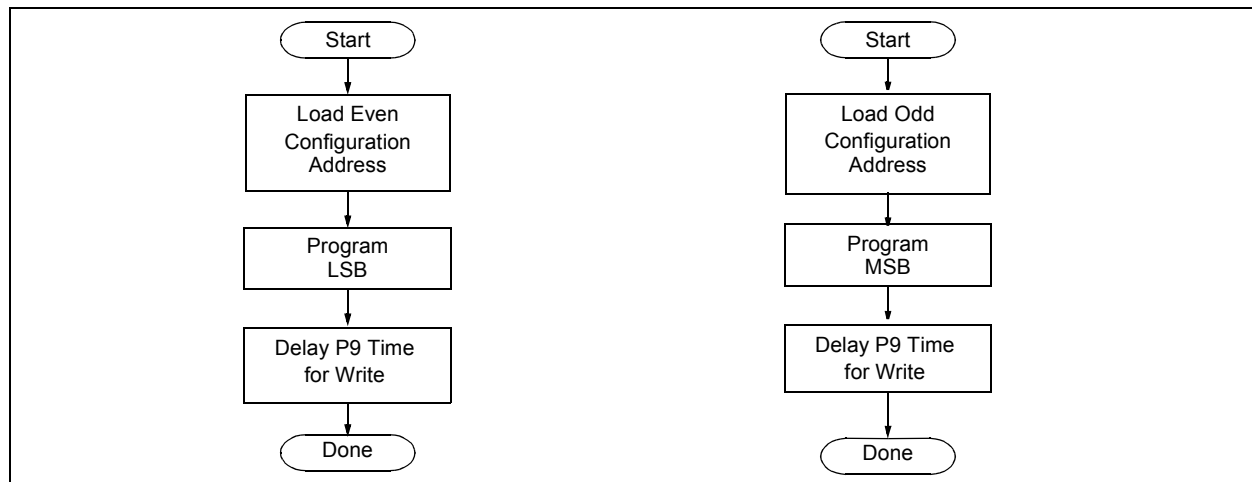 Start
Load Even
Configuration
Address
Program
LSB
Delay P9 Time
for Write
Done
Start
Load Odd
Configuration
Address
Program
MSB
Delay P9 Time
for Write
Done